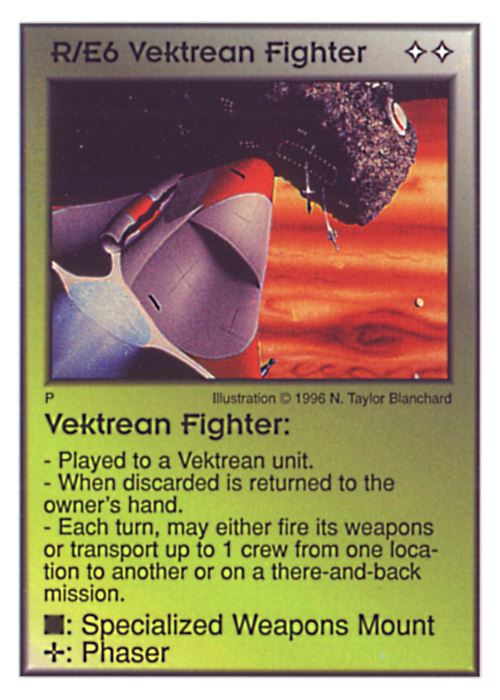 R/E6 Vektrean Fighter ✧✧
P Illustration © 1996 N. Taylor Blanchard
Vektrean Fighter:
- Played to a Vektrean unit.
- When discarded is returned to the
owner's hand.
- Each turn, may either fire its weapons
or transport up to 1 crew from one loca-
tion to another or on a there-and-back
mission.
■: Specialized Weapons Mount
✛: Phaser